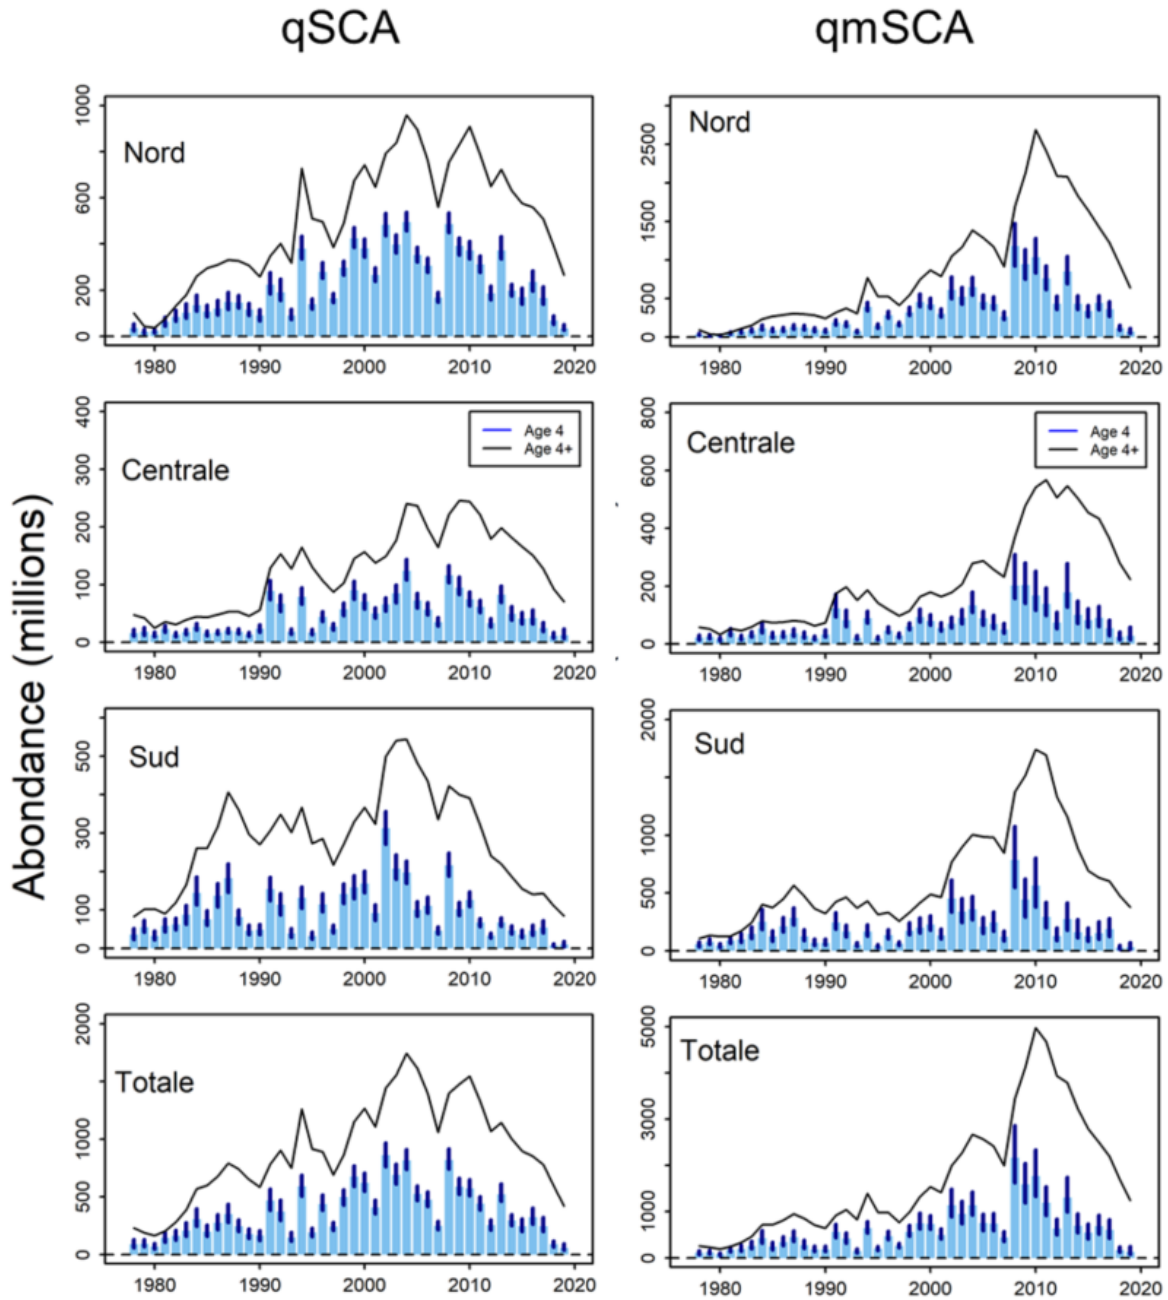 qSCA
qmSCA
Abondance (millions)
Nord
0 200 600 1000
1980 1990 2000 2010 2020
Nord
0 500 1500 2500
1980 1990 2000 2010 2020
Centrale
Age 4
Age 4+
0 100 200 300 400
1980 1990 2000 2010 2020
Centrale
Age 4
Age 4+
0 200 400 600 800
1980 1990 2000 2010 2020
Sud
0 100 300 500
1980 1990 2000 2010 2020
Sud
0 5000 1000 2000
1980 1990 2000 2010 2020
Totale
0 500 1000 2000
1980 1990 2000 2010 2020
Totale
0 1000 3000 5000
1980 1990 2000 2010 2020